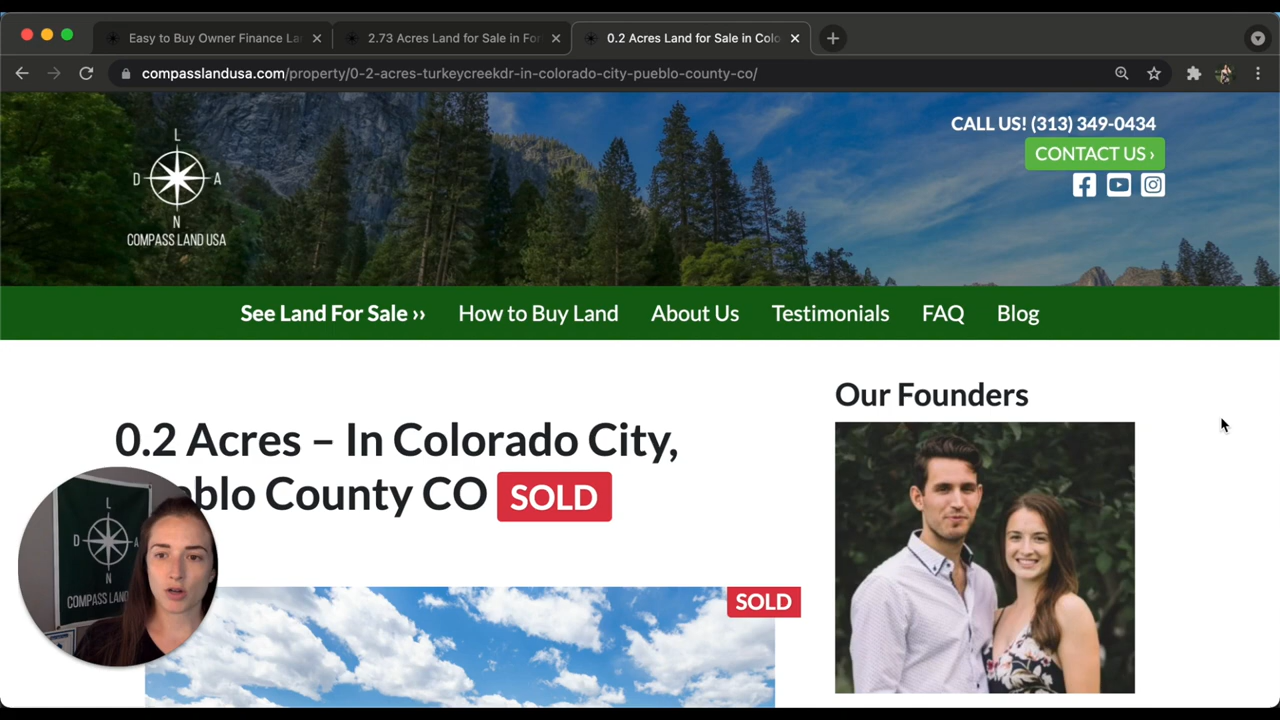 Easy to Buy Owner Finance La
2.73 Acres Land for Sale in For
0.2 Acres Land for Sale in Colo
compasslandusa.com/property/0-2-acres-turkeycreekdr-in-colorado-city-pueblo-county-co/
L
D A
N
COMPASS LAND USA
CALL US! (313) 349-0434
CONTACT US ›
See Land For Sale ››
How to Buy Land
About Us
Testimonials
FAQ
Blog
0.2 Acres – In Colorado City,
eblo County CO SOLD
Our Founders
SOLD
L
D A
N
COMPASS LAND